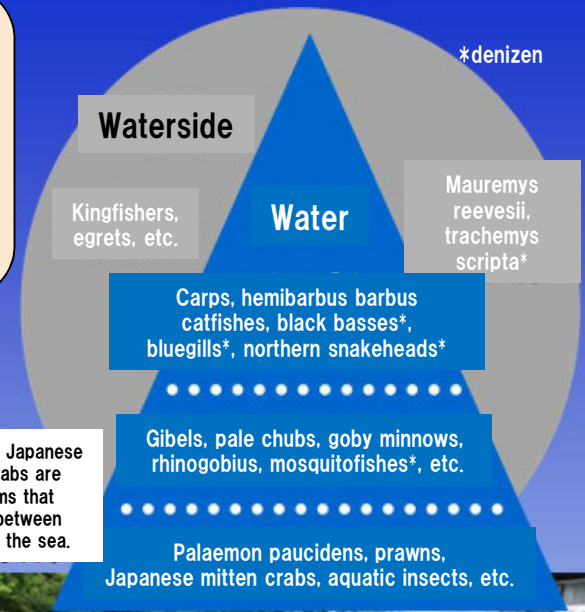 *denizen
Waterside
Kingfishers,
egrets, etc.
Water
Mauremys
reevesii,
trachemys
scripta*
Carps, hemibarbus barbus
catfishes, black basses*,
bluegills*, northern snakeheads*
Gibels, pale chubs, goby minnows,
rhinogobius, mosquitofishes*, etc.
Japanese
are
that
between
the sea.
Palaemon paucidens, prawns,
Japanese mitten crabs, aquatic insects, etc.